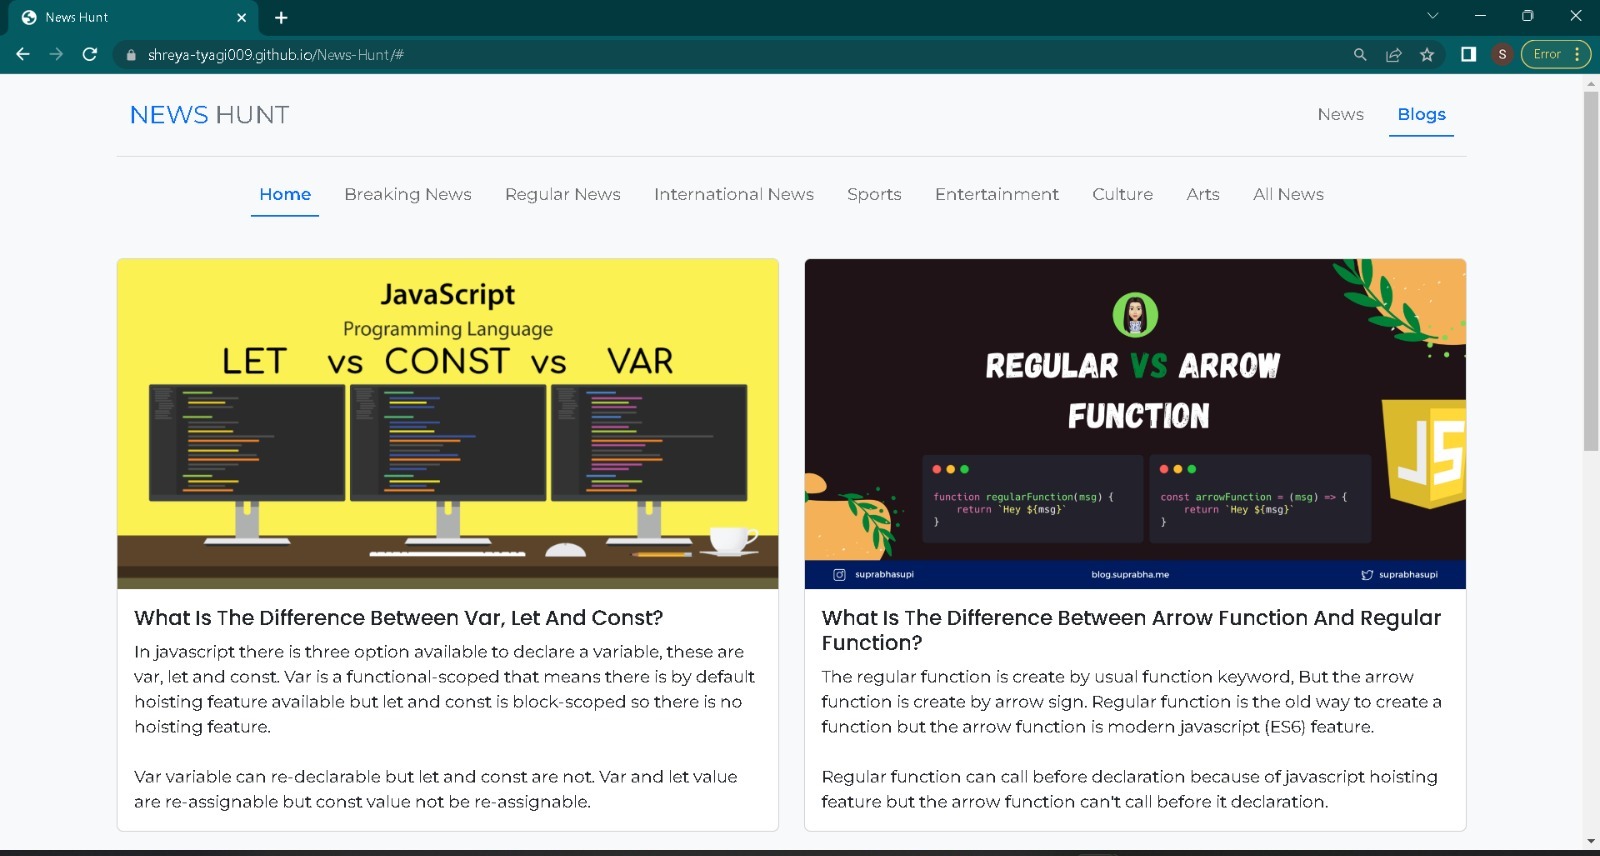 News Hunt
shreya-tyagi009.github.io/News-Hunt/#
S
Error
NEWS HUNT
News
Blogs
Home
Breaking News
Regular News
International News
Sports
Entertainment
Culture
Arts
All News
JavaScript
Programming Language
LET vs CONST vs VAR
What Is The Difference Between Var, Let And Const?
In javascript there is three option available to declare a variable, these are
var, let and const. Var is a functional-scoped that means there is by default
hoisting feature available but let and const is block-scoped so there is no
hoisting feature.
Var variable can re-declarable but let and const are not. Var and let value
are re-assignable but const value not be re-assignable.
REGULAR VS ARROW
FUNCTION
JS
function regularFunction(msg) {
return `Hey ${msg}`
}
const arrowFunction = (msg) => {
return `Hey ${msg}`
}
suprabhasupi
blog.suprabha.me
suprabhasupi
What Is The Difference Between Arrow Function And Regular
Function?
The regular function is create by usual function keyword, But the arrow
function is create by arrow sign. Regular function is the old way to create a
function but the arrow function is modern javascript (ES6) feature.
Regular function can call before declaration because of javascript hoisting
feature but the arrow function can't call before it declaration.